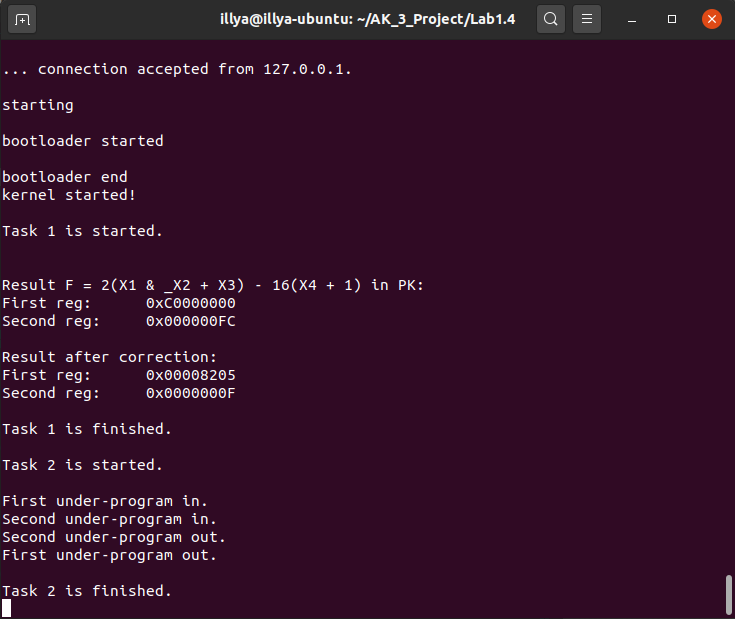 illya@illya-ubuntu: ~/AK_3_Project/Lab1.4
... connection accepted from 127.0.0.1.
starting
bootloader started
bootloader end
kernel started!
Task 1 is started.
Result F = 2(X1 & _X2 + X3) - 16(X4 + 1) in PK:
First reg:      0xC0000000
Second reg:     0x000000FC
Result after correction:
First reg:      0x00008205
Second reg:     0x0000000F
Task 1 is finished.
Task 2 is started.
First under-program in.
Second under-program in.
Second under-program out.
First under-program out.
Task 2 is finished.